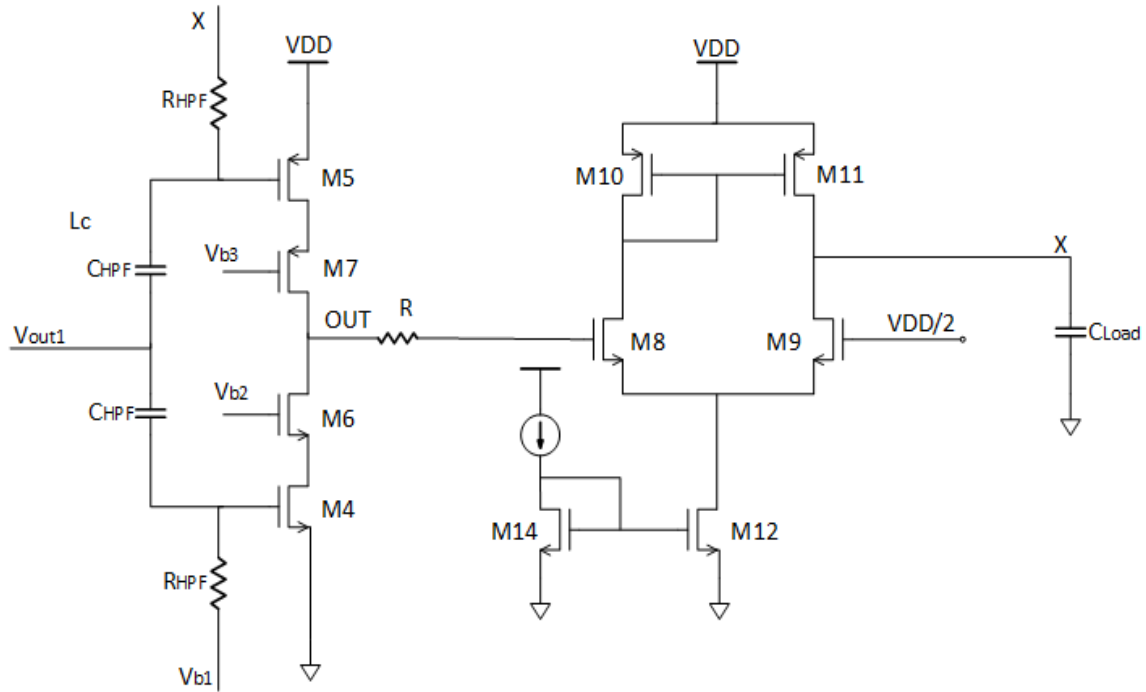 X
VDD
VDD
RHPF
M5
M10
M11
Lc
X
CHPF
Vb3
M7
OUT
R
VDD/2
Vout1
M8
M9
CLoad
Vb2
M6
CHPF
M4
M14
M12
RHPF
Vb1